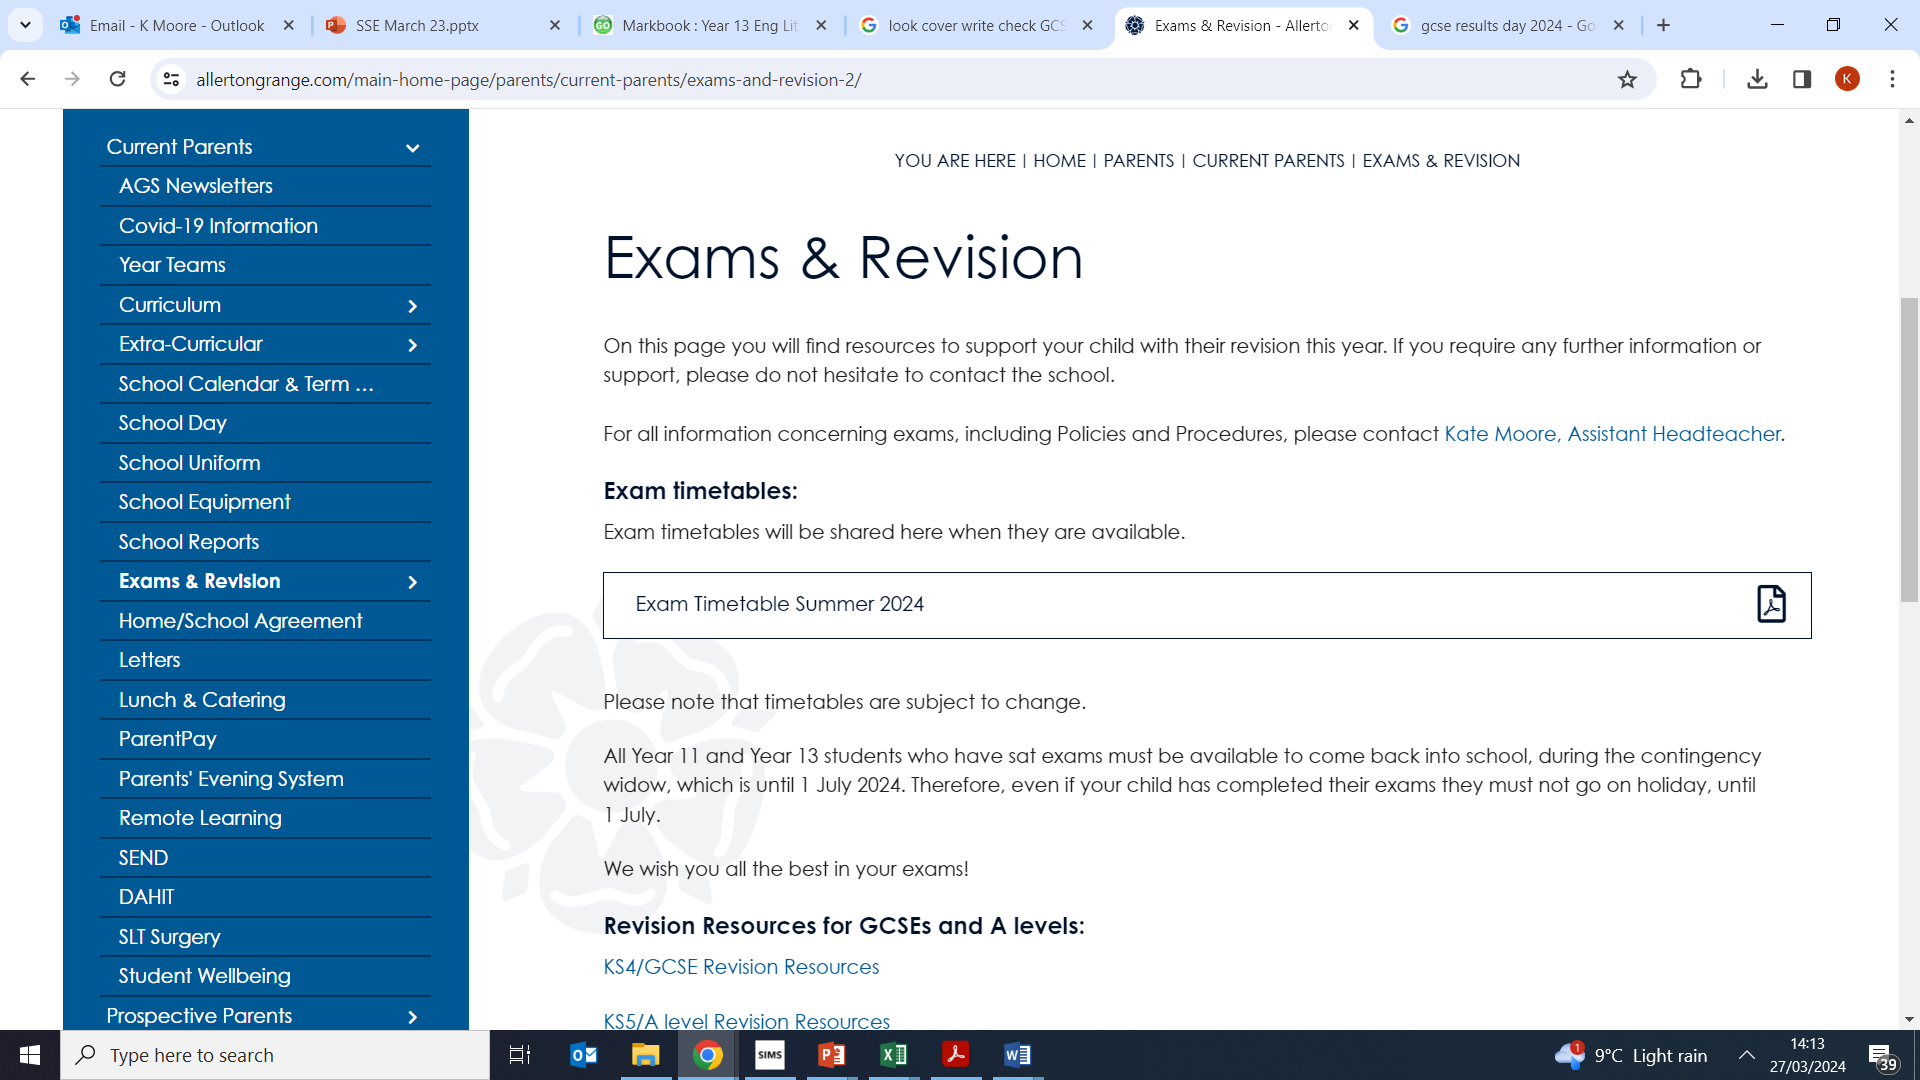 Email - K Moore - Outlook
SSE March 23.pptx
Markbook : Year 13 Eng Lit
look cover write check GCS
Exams & Revision - Allerto
gcse results day 2024 - Go
allertongrange.com/main-home-page/parents/current-parents/exams-and-revision-2/
K
Current Parents
AGS Newsletters
Covid-19 Information
Year Teams
Curriculum
Extra-Curricular
School Calendar & Term ...
School Day
School Uniform
School Equipment
School Reports
Exams & Revision
Home/School Agreement
Letters
Lunch & Catering
ParentPay
Parents' Evening System
Remote Learning
SEND
DAHIT
SLT Surgery
Student Wellbeing
Prospective Parents
YOU ARE HERE | HOME | PARENTS | CURRENT PARENTS | EXAMS & REVISION
Exams & Revision
On this page you will find resources to support your child with their revision this year. If you require any further information or
support, please do not hesitate to contact the school.
For all information concerning exams, including Policies and Procedures, please contact Kate Moore, Assistant Headteacher.
Exam timetables:
Exam timetables will be shared here when they are available.
Exam Timetable Summer 2024
Please note that timetables are subject to change.
All Year 11 and Year 13 students who have sat exams must be available to come back into school, during the contingency
widow, which is until 1 July 2024. Therefore, even if your child has completed their exams they must not go on holiday, until
1 July.
We wish you all the best in your exams!
Revision Resources for GCSEs and A levels:
KS4/GCSE Revision Resources
KS5/A level Revision Resources
Type here to search
SIMS
1
9°C Light rain
14:13
27/03/2024
39